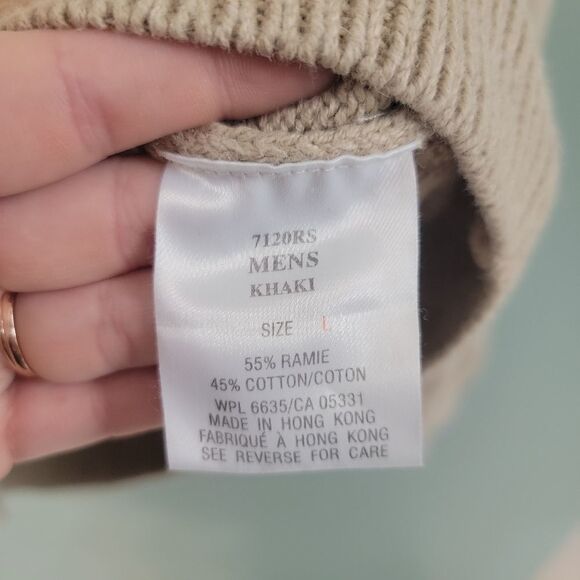 7120RS
MENS
KHAKI
SIZE L
55% RAMIE
45% COTTON/COTON
WPL 6635/CA 05331
MADE IN HONG KONG
FABRIQUÉ À HONG KONG
SEE REVERSE FOR CARE